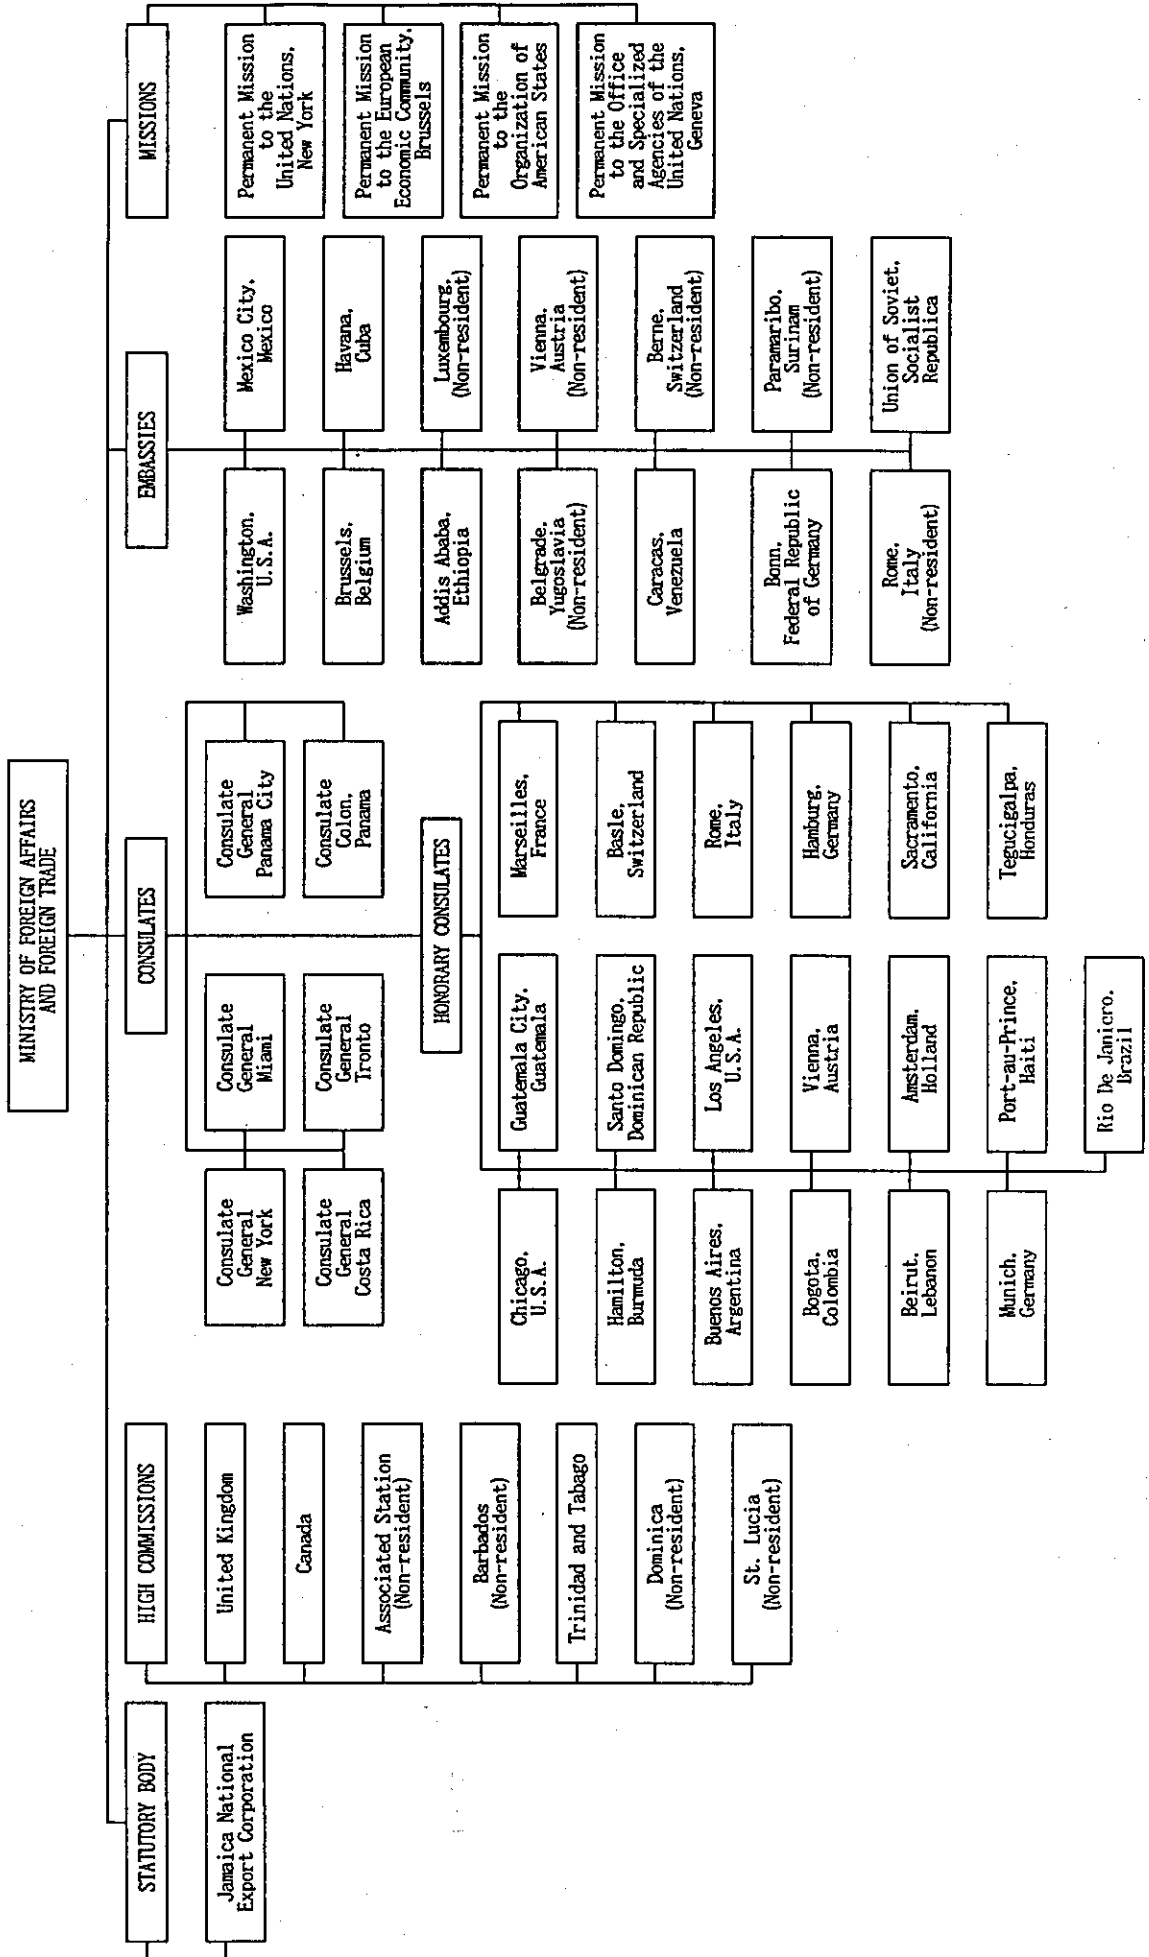 MINISTRY OF FOREIGN AFFAIRS
AND FOREIGN TRADE
STATUTORY BODY
Jamaica National
Export Corporation
HIGH COMMISSIONS
United Kingdom
Canada
Associated Station
(Non-resident)
Barbados
(Non-resident)
Trinidad and Tabago
Dominica
(Non-resident)
St. Lucia
(Non-resident)
CONSULATES
Consulate
General
New York
Consulate
General
Miami
Consulate
General
Panama City
Consulate
General
Costa Rica
Consulate
General
Tronto
Consulate
Colon,
Panama
HONORARY CONSULATES
Chicago,
U.S.A.
Guatemala City,
Guatemala
Marseilles,
France
Hamilton,
Burmuda
Santo Domingo,
Dominican Republic
Basle,
Switzerland
Buenos Aires,
Argentina
Los Angeles,
U.S.A.
Rome,
Italy
Bogota,
Colombia
Vienna,
Austria
Hamburg,
Germany
Beirut,
Lebanon
Amsterdam,
Holland
Sacramento,
California
Munich,
Germany
Port-au-Prince,
Haiti
Tegucigalpa,
Honduras
Rio De Janicro,
Brazil
EMBASSIES
Washington,
U.S.A.
Mexico City,
Mexico
Brussels,
Belgium
Havana,
Cuba
Addis Ababa,
Ethiopia
Luxembourg,
(Non-resident)
Belgrade,
Yugoslavia
(Non-resident)
Vienna,
Austria
(Non-resident)
Caracas,
Venezuela
Berne,
Switzerland
(Non-resident)
Bonn,
Federal Republic
of Germany
Paramaribo,
Surinam
(Non-resident)
Rome,
Italy
(Non-resident)
Union of Soviet,
Socialist
Republica
MISSIONS
Permanent Mission
to the
United Nations,
New York
Permanent Mission
to the European
Economic Community,
Brussels
Permanent Mission
to the
Organization of
American States
Permanent Mission
to the Office
and Specialized
Agencies of the
United Nations,
Geneva